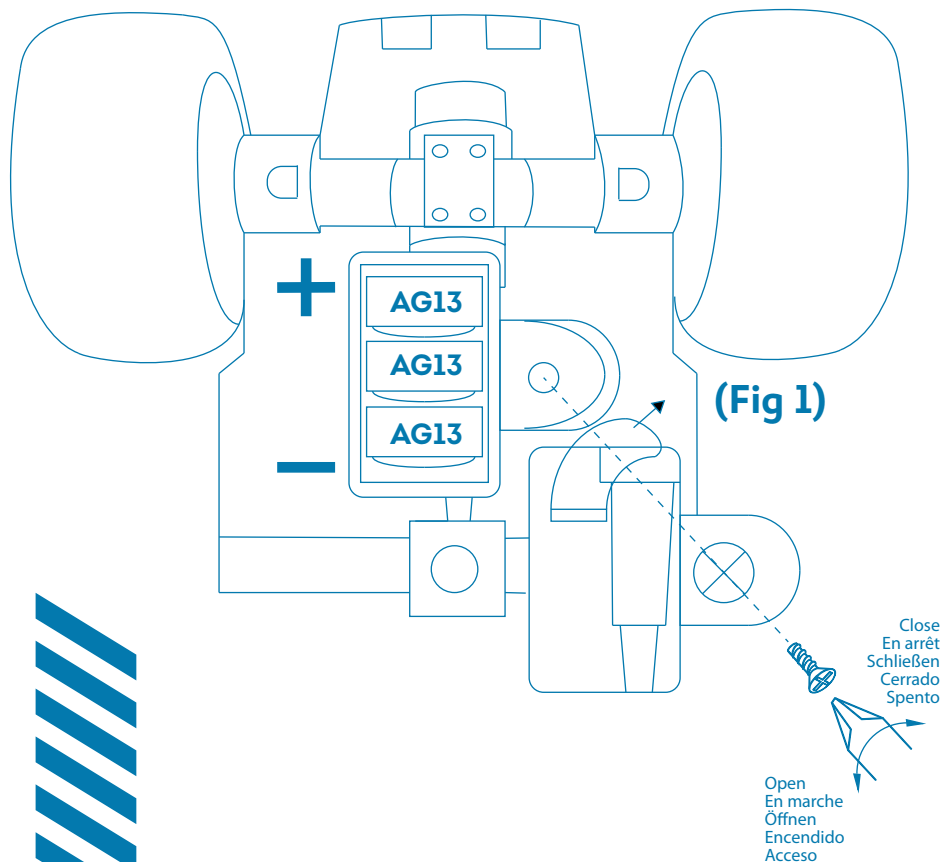 +
AG13
AG13
AG13
−
(Fig 1)
Close
En arrêt
Schließen
Cerrado
Spento
Open
En marche
Öffnen
Encendido
Acceso